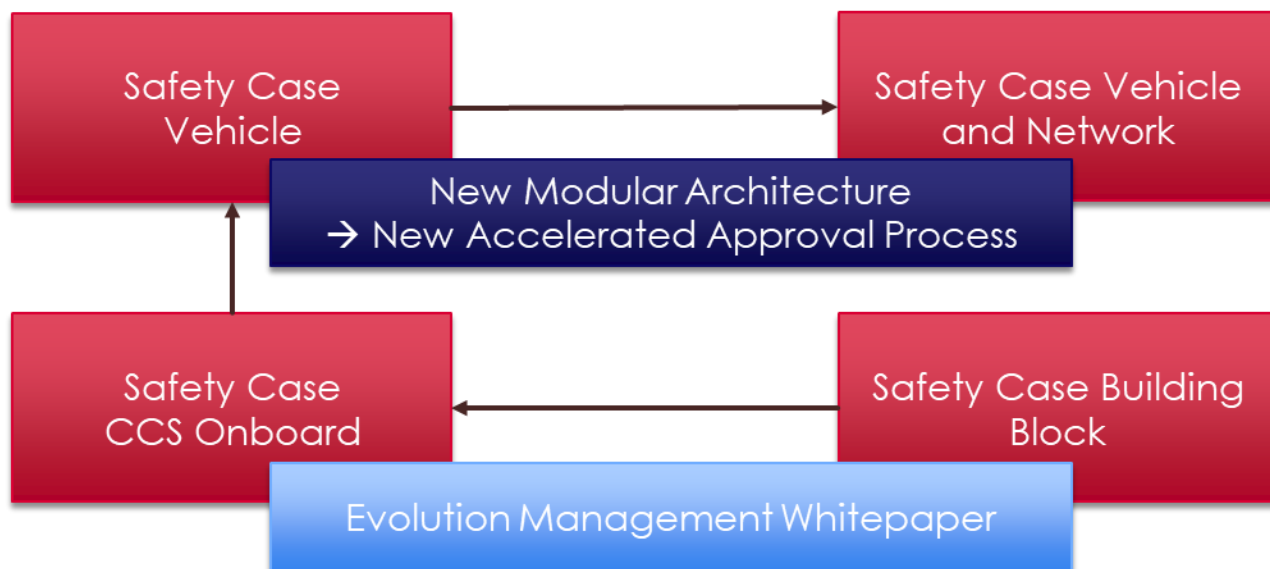 Safety Case
Vehicle
Safety Case Vehicle
and Network
New Modular Architecture
→ New Accelerated Approval Process
Safety Case
CCS Onboard
Safety Case Building
Block
Evolution Management Whitepaper